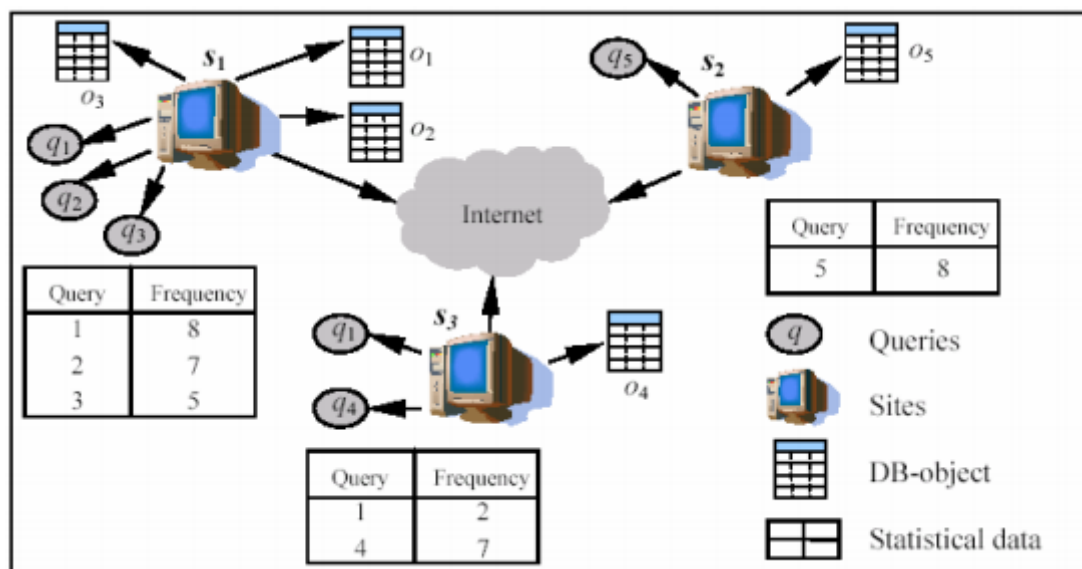 s1
o3
o1
o2
q1
q2
q3
Query Frequency
1 8
2 7
3 5
Internet
s2
q5
o5
Query Frequency
5 8
s3
q1
q4
o4
Query Frequency
1 2
4 7
q Queries
Sites
DB-object
Statistical data